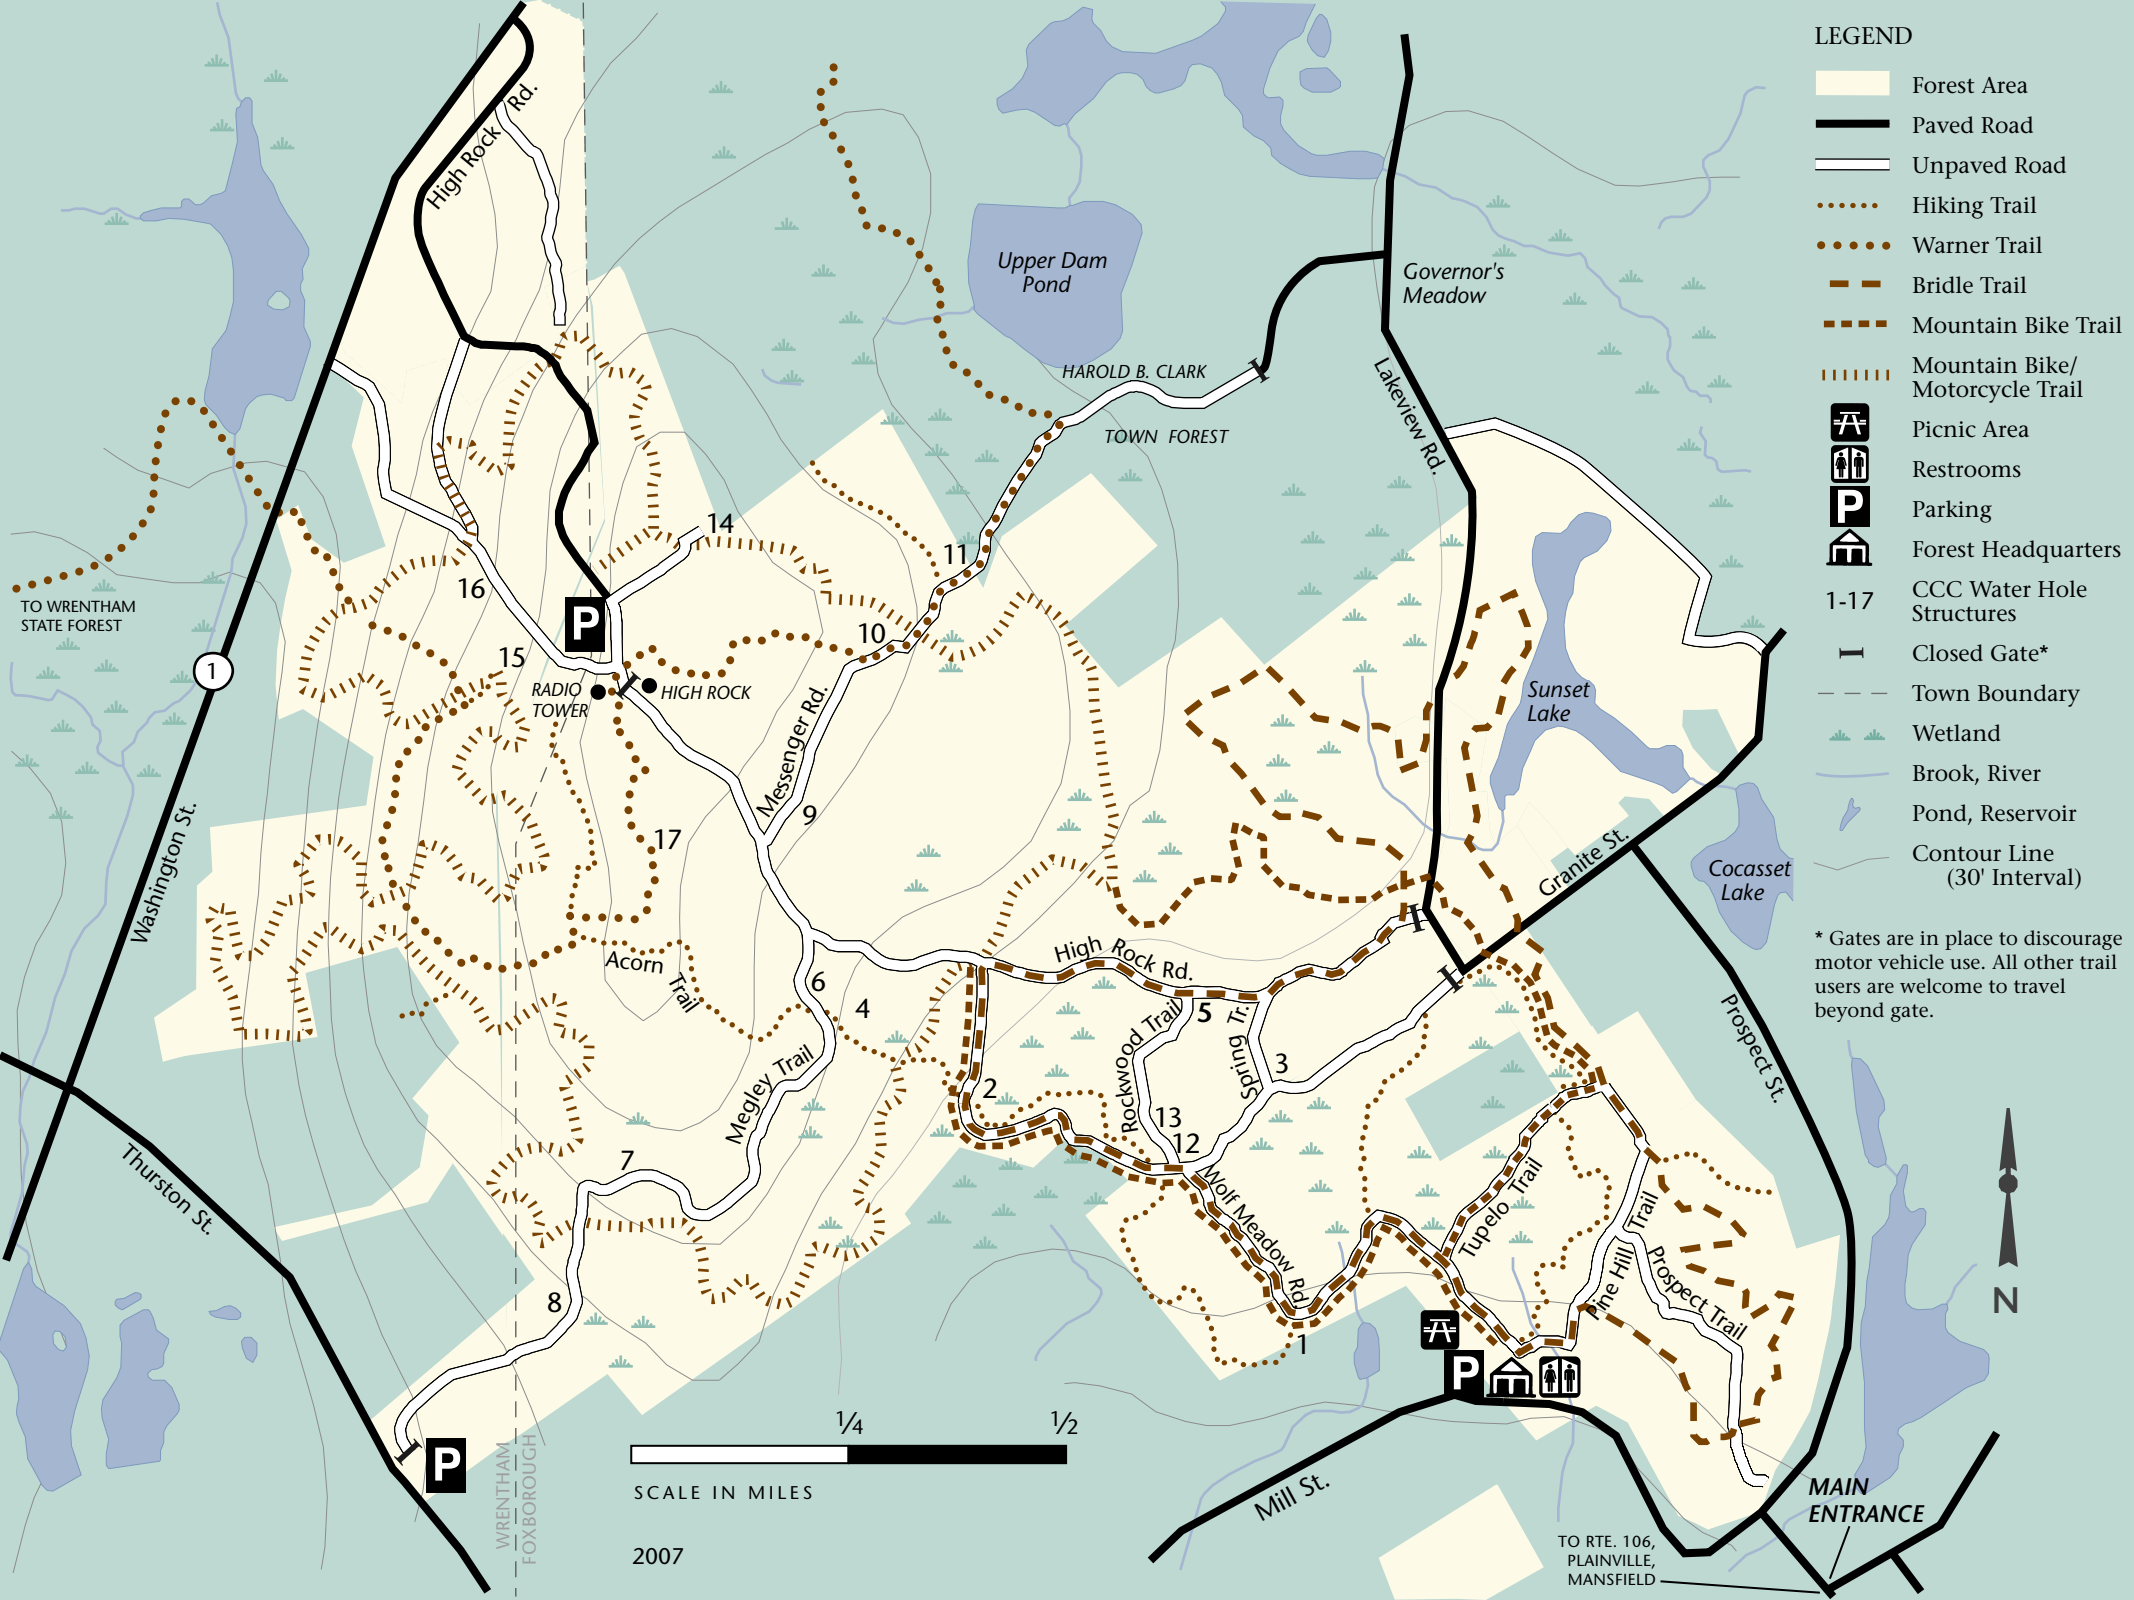 High Rock Rd.
Upper Dam
Pond
Governor's
Meadow
HAROLD B. CLARK
TOWN FOREST
Lakeview Rd.
14
11
16
10
TO WRENTHAM
STATE FOREST
P
15
1
RADIO
TOWER
HIGH ROCK
Sunset
Lake
Messenger Rd.
9
17
Washington St.
Granite St.
Cocasset
Lake
Acorn
Trail
High Rock Rd.
6
4
5
Rockwood Trail
Spring Tr.
3
Prospect St.
2
Megley Trail
13
12
Thurston St.
7
Wolf Meadow Rd.
Tupelo Trail
Pine Hill Trail
Prospect Trail
8
1
P
P
WRENTHAM
FOXBOROUGH
1/4
1/2
SCALE IN MILES
2007
Mill St.
MAIN
ENTRANCE
TO RTE. 106,
PLAINVILLE,
MANSFIELD
N
LEGEND
Forest Area
Paved Road
Unpaved Road
Hiking Trail
Warner Trail
Bridle Trail
Mountain Bike Trail
Mountain Bike/
Motorcycle Trail
Picnic Area
Restrooms
P Parking
Forest Headquarters
1-17 CCC Water Hole
Structures
Closed Gate*
Town Boundary
Wetland
Brook, River
Pond, Reservoir
Contour Line
(30' Interval)
* Gates are in place to discourage
motor vehicle use. All other trail
users are welcome to travel
beyond gate.